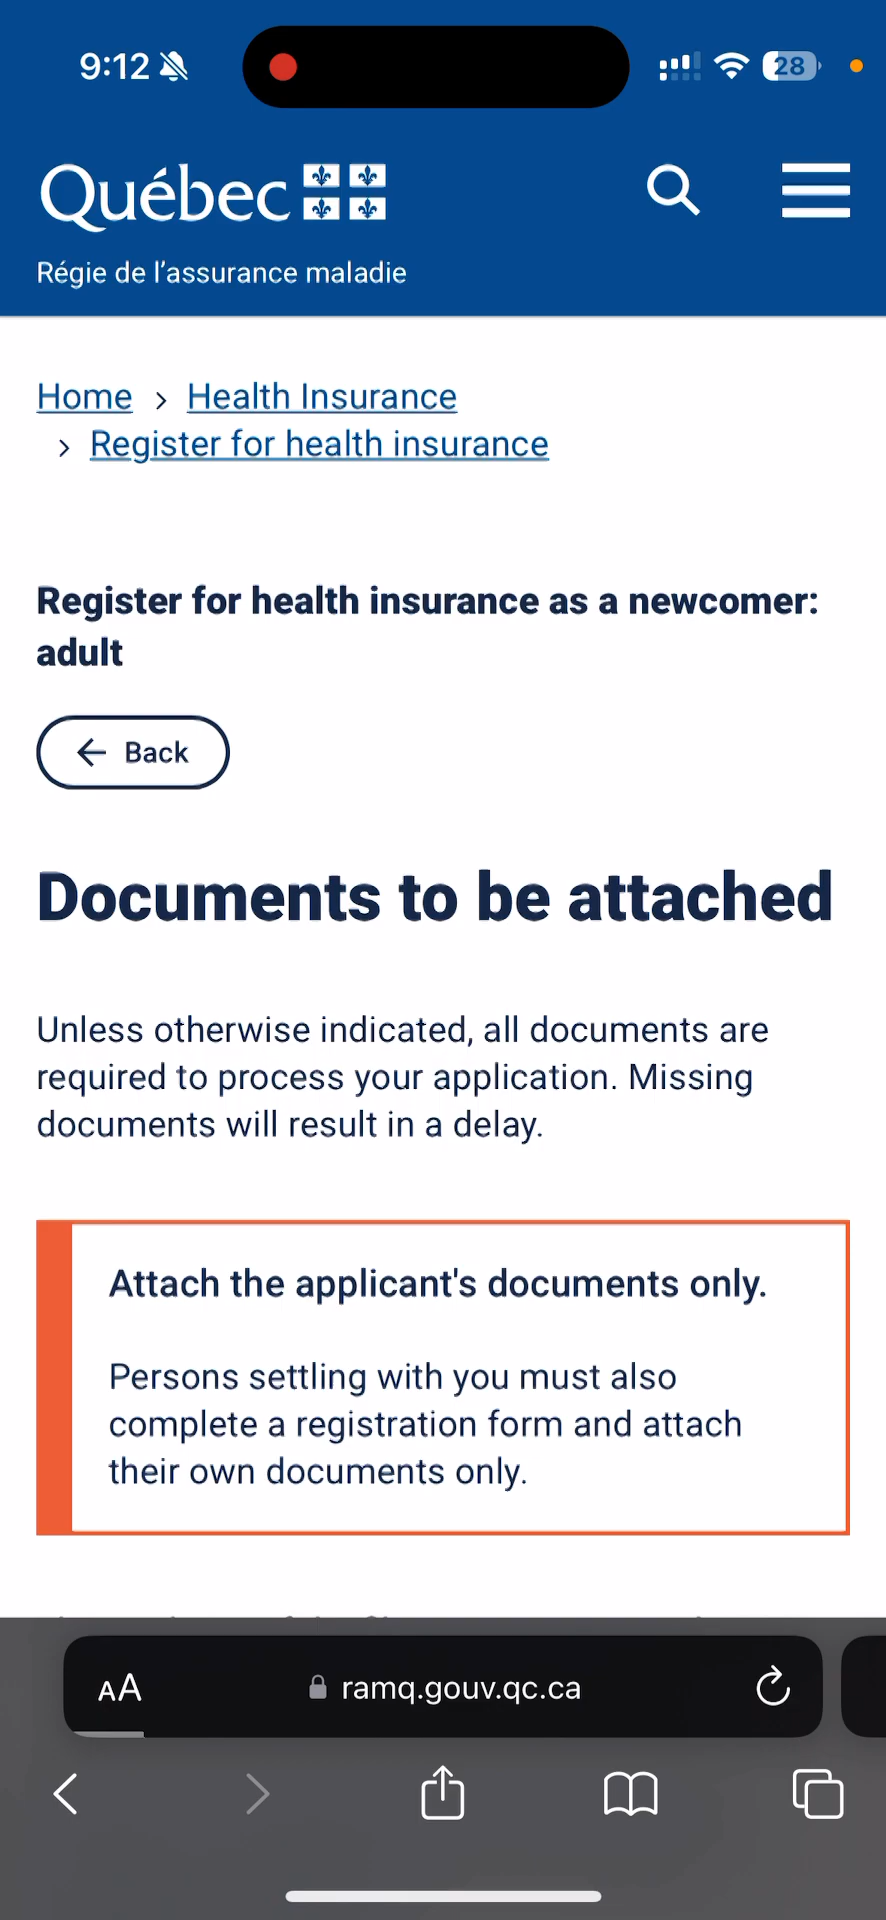 9:12
28
Québec
Régie de l'assurance maladie
Home > Health Insurance
> Register for health insurance
Register for health insurance as a newcomer:
adult
← Back
Documents to be attached
Unless otherwise indicated, all documents are
required to process your application. Missing
documents will result in a delay.
Attach the applicant's documents only.
Persons settling with you must also
complete a registration form and attach
their own documents only.
AA
ramq.gouv.qc.ca